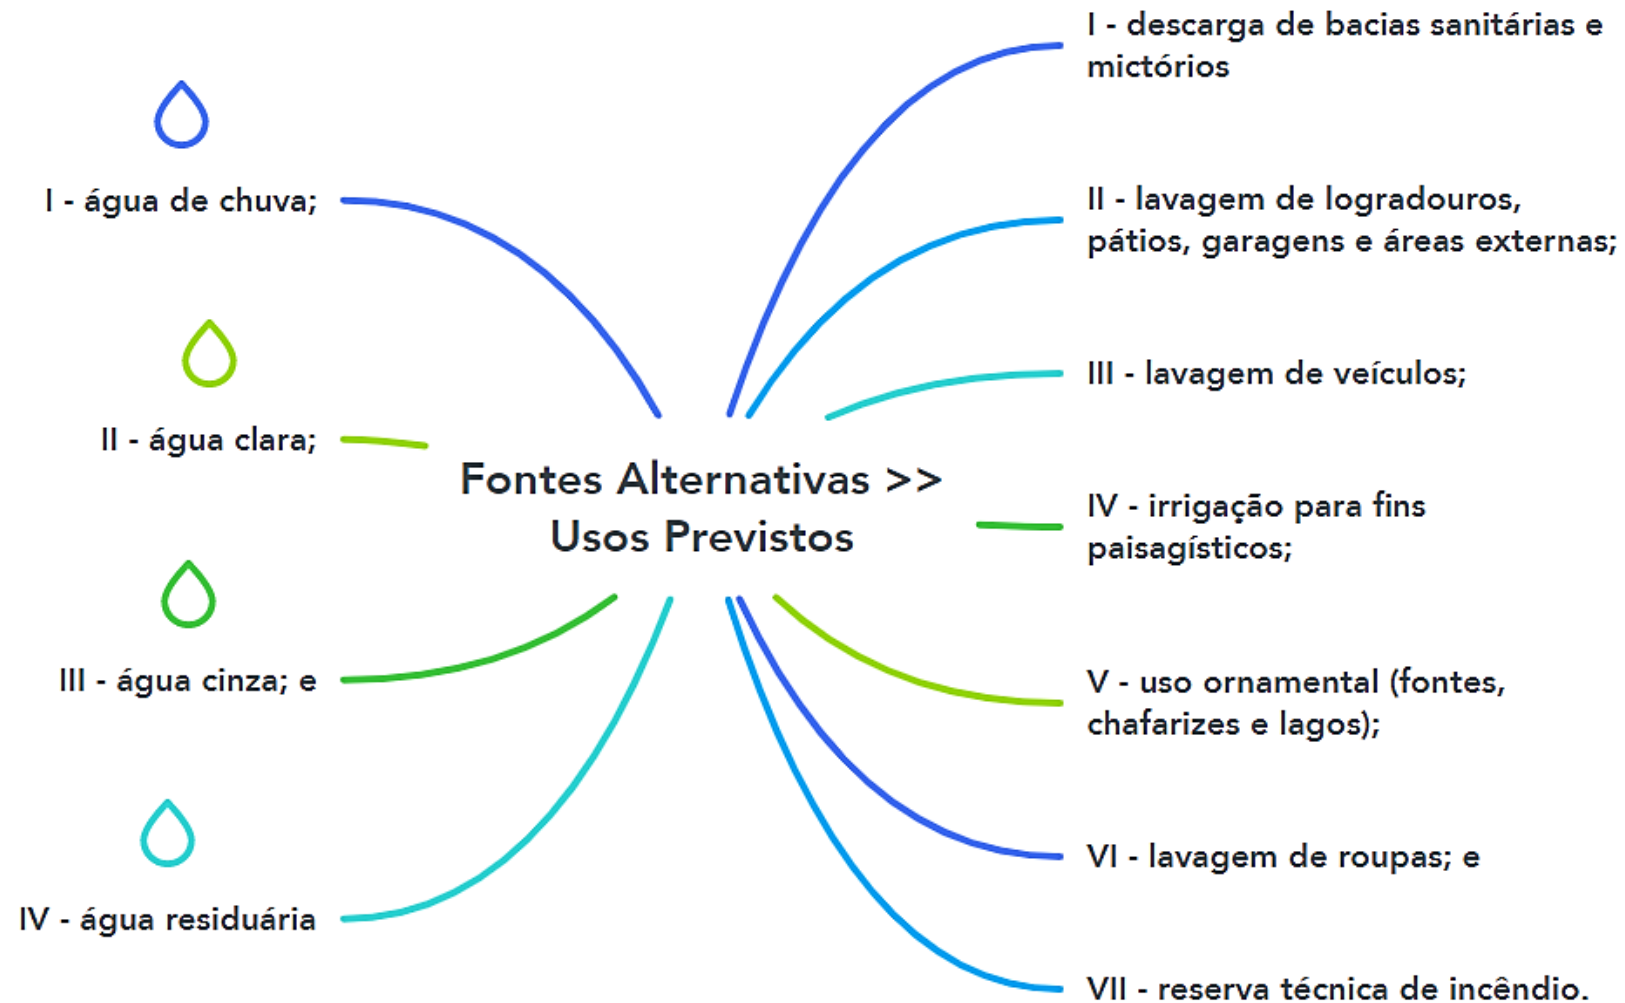 I - água de chuva;
II - água clara;
III - água cinza; e
IV - água residuária
Fontes Alternativas >>
Usos Previstos
I - descarga de bacias sanitárias e
mictórios
II - lavagem de logradouros,
pátios, garagens e áreas externas;
III - lavagem de veículos;
IV - irrigação para fins
paisagísticos;
V - uso ornamental (fontes,
chafarizes e lagos);
VI - lavagem de roupas; e
VII - reserva técnica de incêndio.